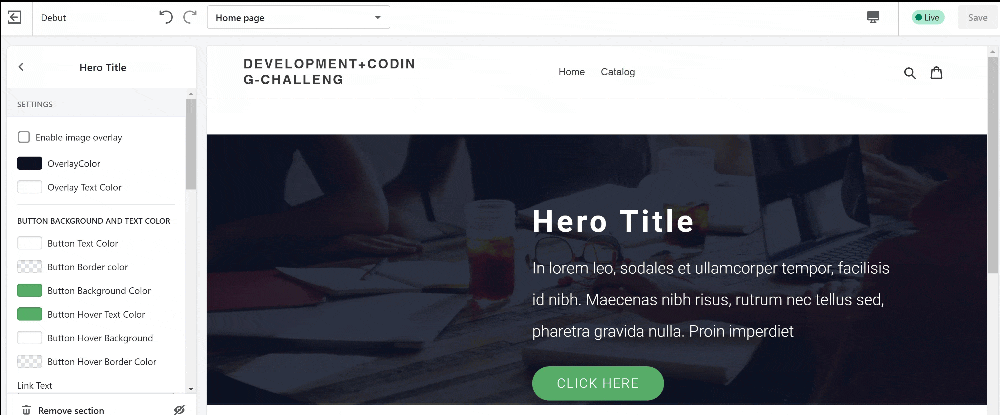 Debut
Home page
Live
Save
Hero Title
SETTINGS
Enable image overlay
OverlayColor
Overlay Text Color
BUTTON BACKGROUND AND TEXT COLOR
Button Text Color
Button Border color
Button Background Color
Button Hover Text Color
Button Hover Background
Button Hover Border Color
Link Text
Remove section
DEVELOPMENT+CODIN
G-CHALLENG
Home Catalog
Hero Title
In lorem leo, sodales et ullamcorper tempor, facilisis
id nibh. Maecenas nibh risus, rutrum nec tellus sed,
pharetra gravida nulla. Proin imperdiet
CLICK HERE